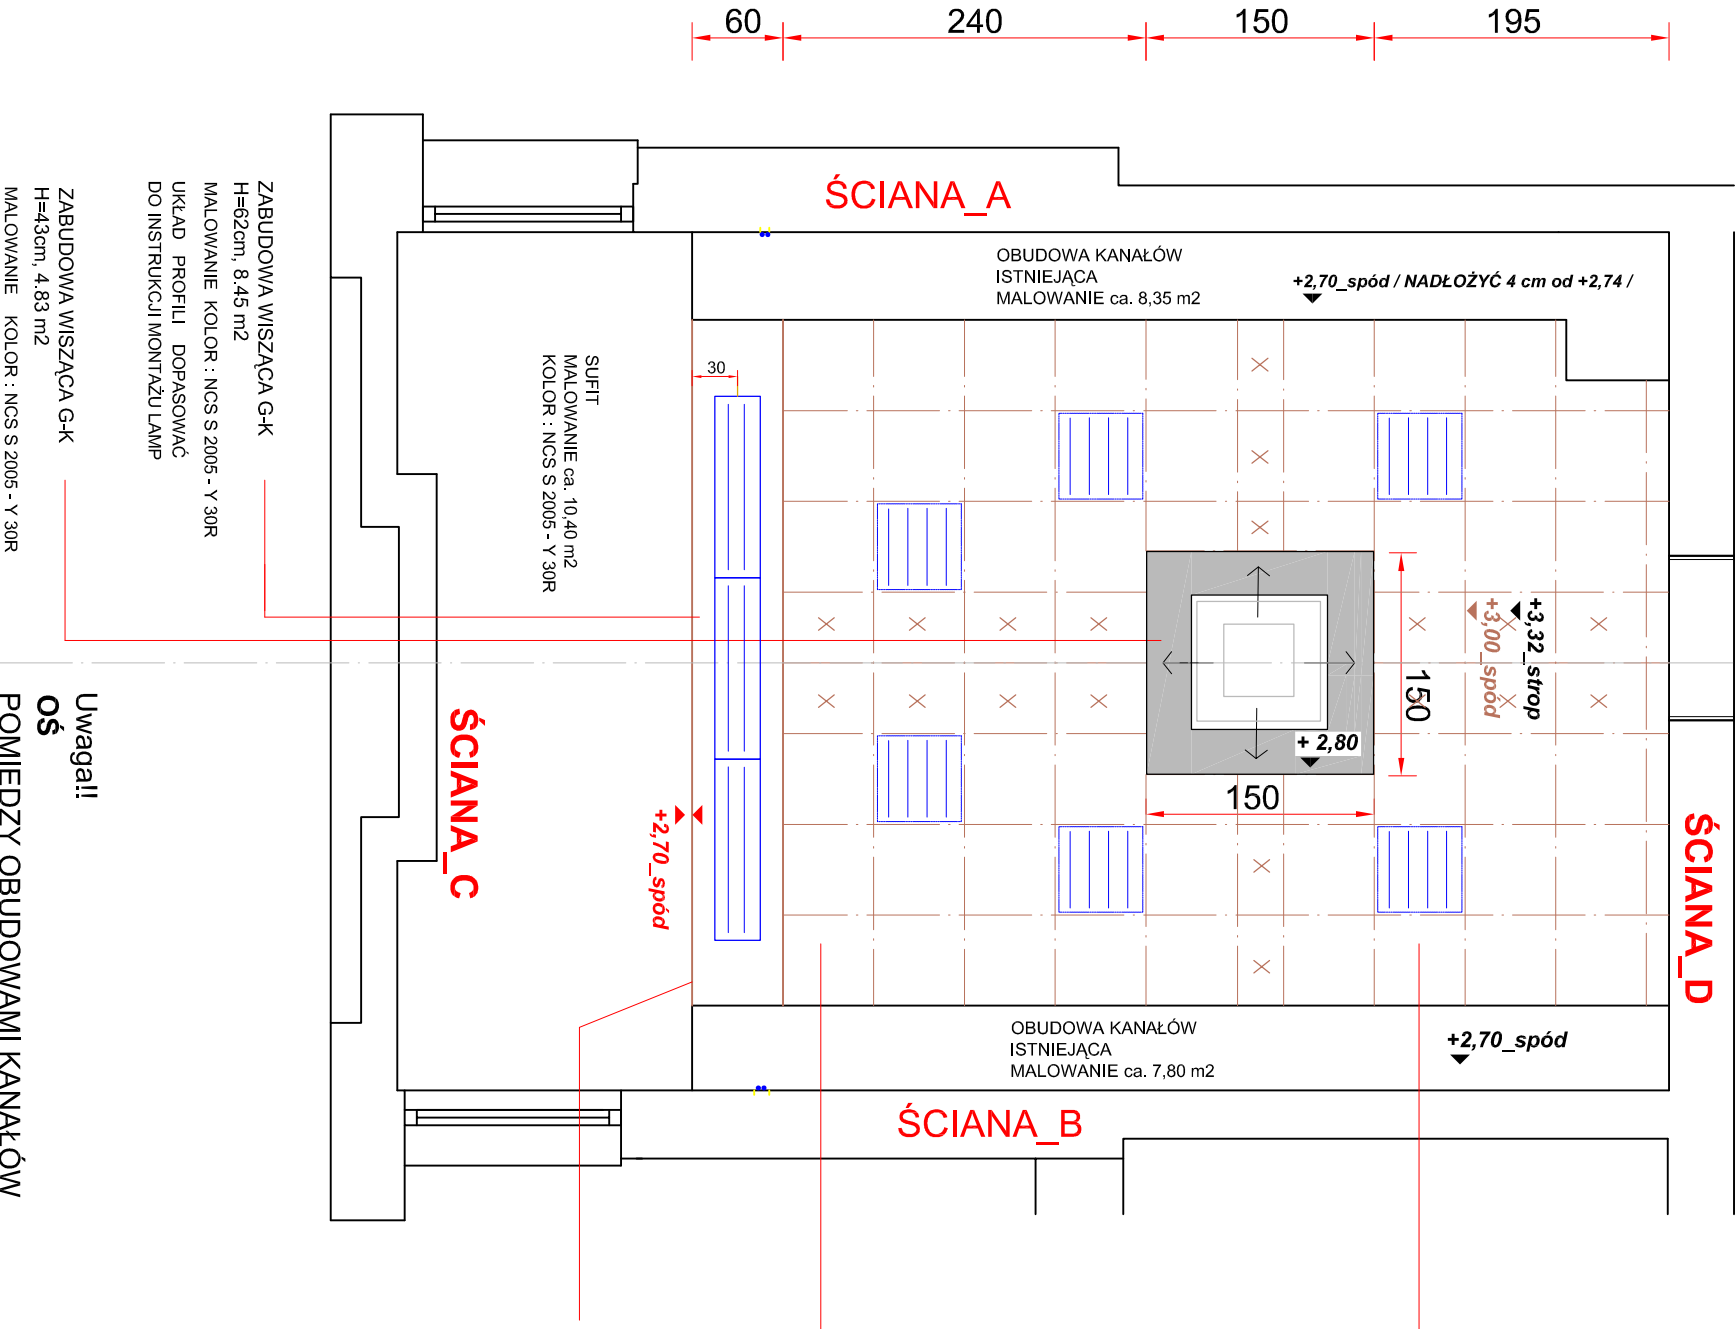 60
240
150
195
ŚCIANA_A
OBUDOWA KANAŁÓW
ISTNIEJĄCA
MALOWANIE ca. 8,35 m2
+2,70_spód / NADŁOŻYĆ 4 cm od +2,74 /
30
SUFIT
MALOWANIE ca. 10,40 m2
KOLOR : NCS S 2005 - Y 30R
ZABUDOWA WISZĄCA G-K
H=62cm, 8.45 m2
MALOWANIE KOLOR : NCS S 2005 - Y 30R
UKŁAD PROFILI DOPASOWAĆ
DO INSTRUKCJI MONTAŻU LAMP
ZABUDOWA WISZĄCA G-K
H=43cm, 4.83 m2
MALOWANIE KOLOR : NCS S 2005 - Y 30R
+3,32_strop
+3,00_spód
150
+ 2,80
150
Uwaga!!
OŚ
POMIEDZY OBUDOWAMI KANAŁÓW
ŚCIANA_C
+2,70_spód
ŚCIANA_D
OBUDOWA KANAŁÓW
ISTNIEJĄCA
MALOWANIE ca. 7,80 m2
+2,70_spód
ŚCIANA_B